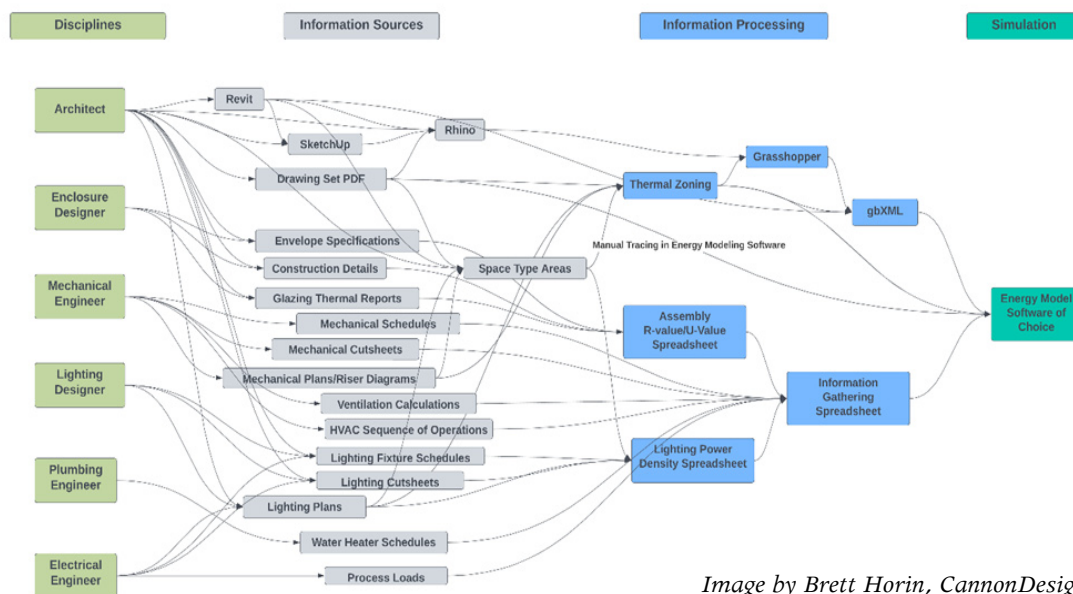 Disciplines
Information Sources
Information Processing
Simulation
Architect
Revit
Rhino
SketchUp
Grasshopper
Drawing Set PDF
Thermal Zoning
Enclosure
Designer
gbXML
Envelope Specifications
Manual Tracing in Energy Modeling Software
Construction Details
Space Type Areas
Mechanical
Engineer
Glazing Thermal Reports
Energy Model
Software of
Choice
Mechanical Schedules
Assembly
R-value/U-Value
Spreadsheet
Mechanical Cutsheets
Lighting
Designer
Mechanical Plans/Riser Diagrams
Information
Gathering
Spreadsheet
Ventilation Calculations
HVAC Sequence of Operations
Lighting Fixture Schedules
Lighting Power
Density Spreadsheet
Plumbing
Engineer
Lighting Cutsheets
Lighting Plans
Water Heater Schedules
Electrical
Engineer
Process Loads
Image by Brett Horin, CannonDesig